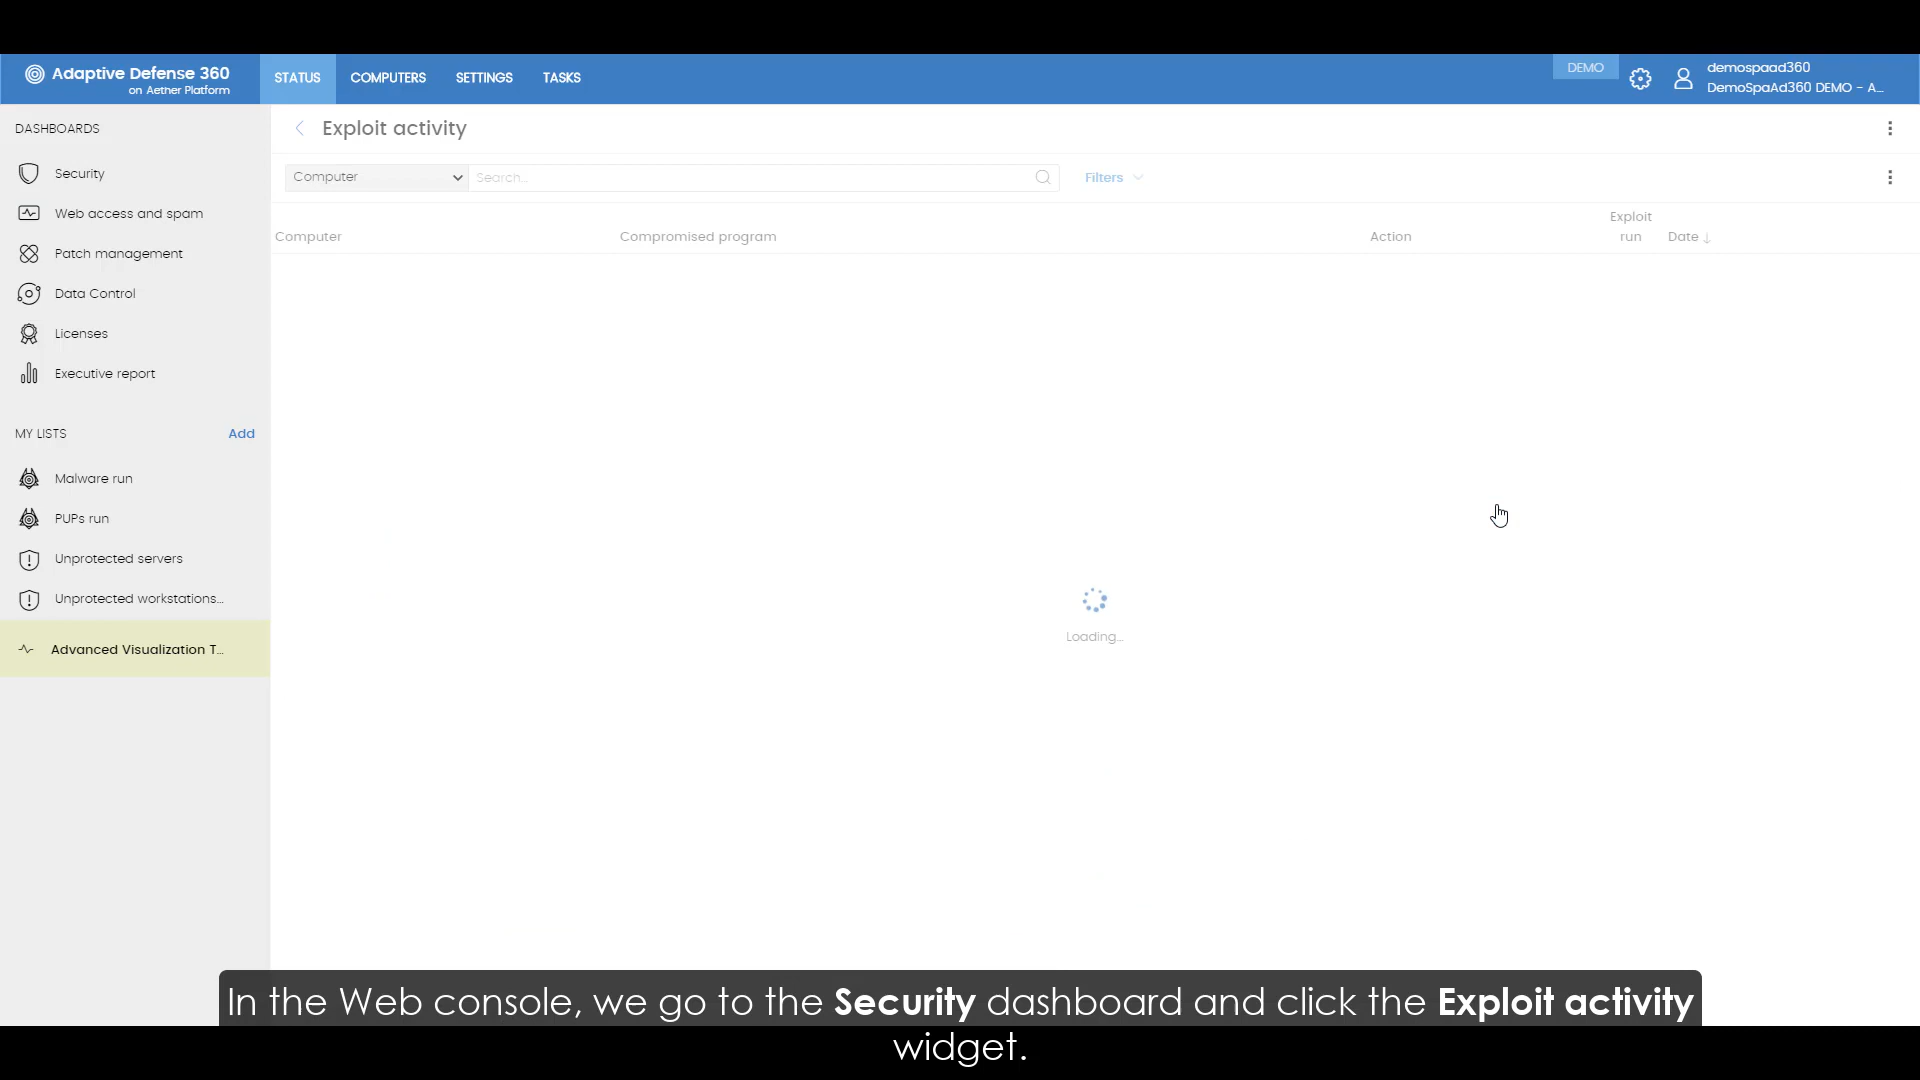 Adaptive Defense 360
on Aether Platform
STATUS
COMPUTERS
SETTINGS
TASKS
DEMO
demospaad360
DemoSpaAd360 DEMO - A...
DASHBOARDS
Security
Web access and spam
Patch management
Data Control
Licenses
Executive report
MY LISTS
Add
Malware run
PUPs run
Unprotected servers
Unprotected workstations...
Advanced Visualization T...
Exploit activity
Computer
Search...
Filters
Computer
Compromised program
Action
Exploit
run
Date
Loading...
In the Web console, we go to the Security dashboard and click the Exploit activity
widget.